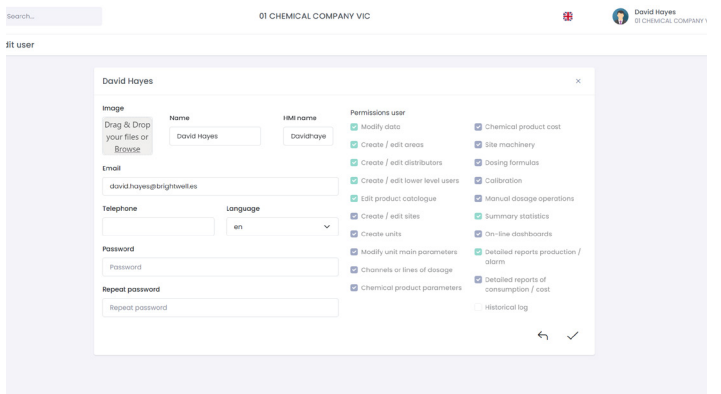 Search...
01 CHEMICAL COMPANY VIC
David Hayes
01 CHEMICAL COMPANY V
dit user
David Hayes
×
Image
Drag & Drop
your files or
Browse
Name
David Hayes
HMI name
Davidhaye
Email
david.hayes@brightwell.es
Telephone
Language
en
Password
Password
Repeat password
Repeat password
Permissions user
Modify data
Create / edit areas
Create / edit distributors
Create / edit lower level users
Edit product catalogue
Create / edit sites
Create units
Modify unit main parameters
Channels or lines of dosage
Chemical product parameters
Chemical product cost
Site machinery
Dosing formulas
Calibration
Manual dosage operations
Summary statistics
On-line dashboards
Detailed reports production /
alarm
Detailed reports of
consumption / cost
Historical log